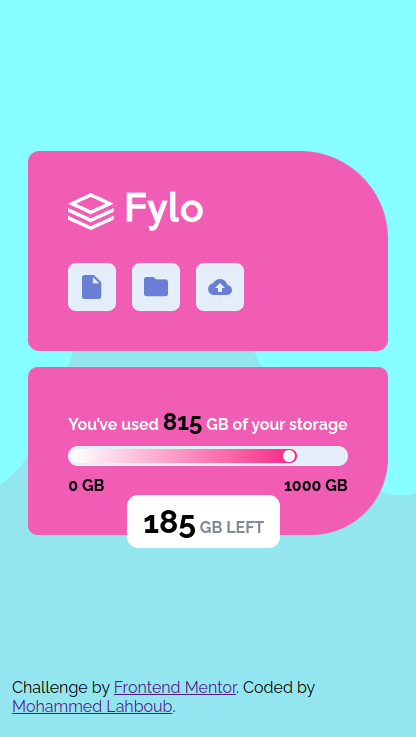 Fylo
You've used 815 GB of your storage
0 GB 1000 GB
185 GB LEFT
Challenge by Frontend Mentor. Coded by
Mohammed Lahboub.